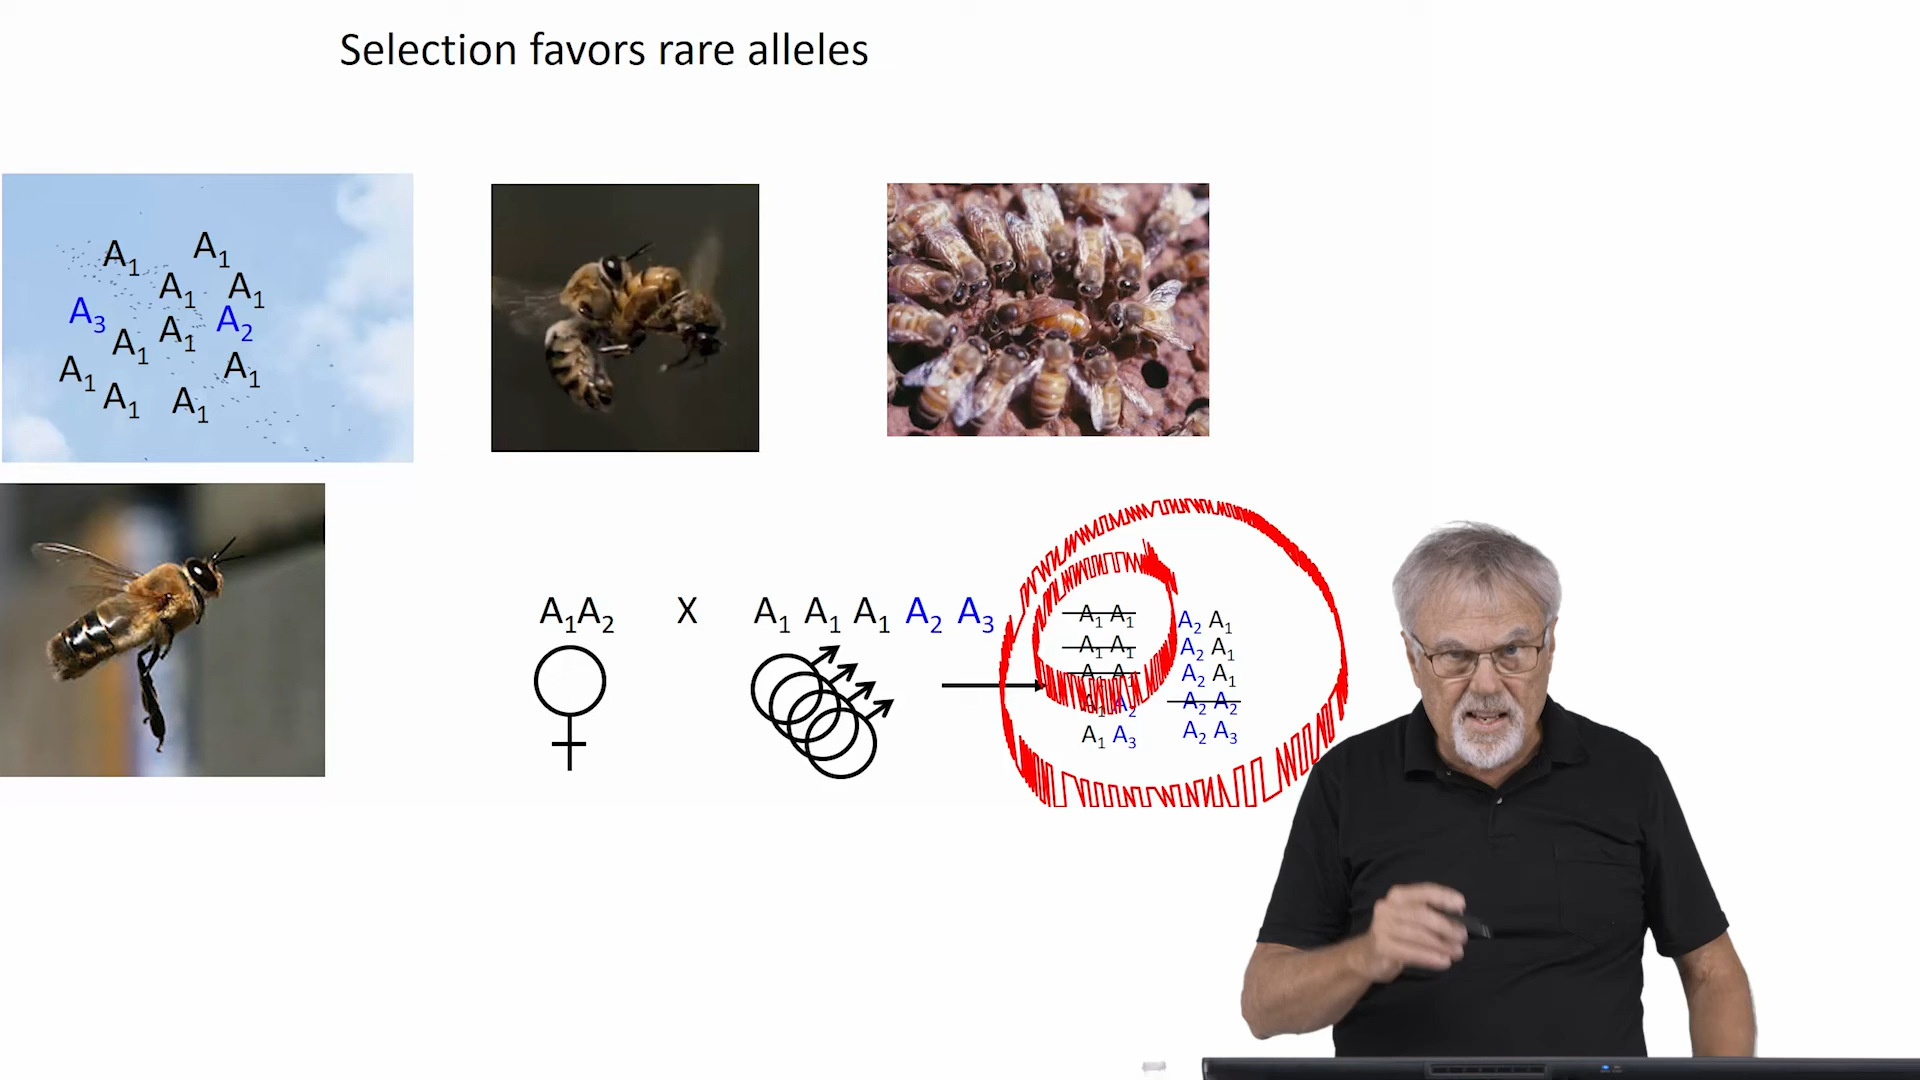 Selection favors rare alleles
A₁ A₁
A₁ A₁
A₃ A₁ A₂
A₁
A₁ A₁
A₁ A₁
A₁A₂ X A₁ A₁ A₁ A₂ A₃
A₁ A₁ A₂ A₁
A₁ A₁ A₂ A₁
A₁ A₁ A₂ A₁
A₁ A₂ A₂ A₂
A₁ A₃ A₂ A₃